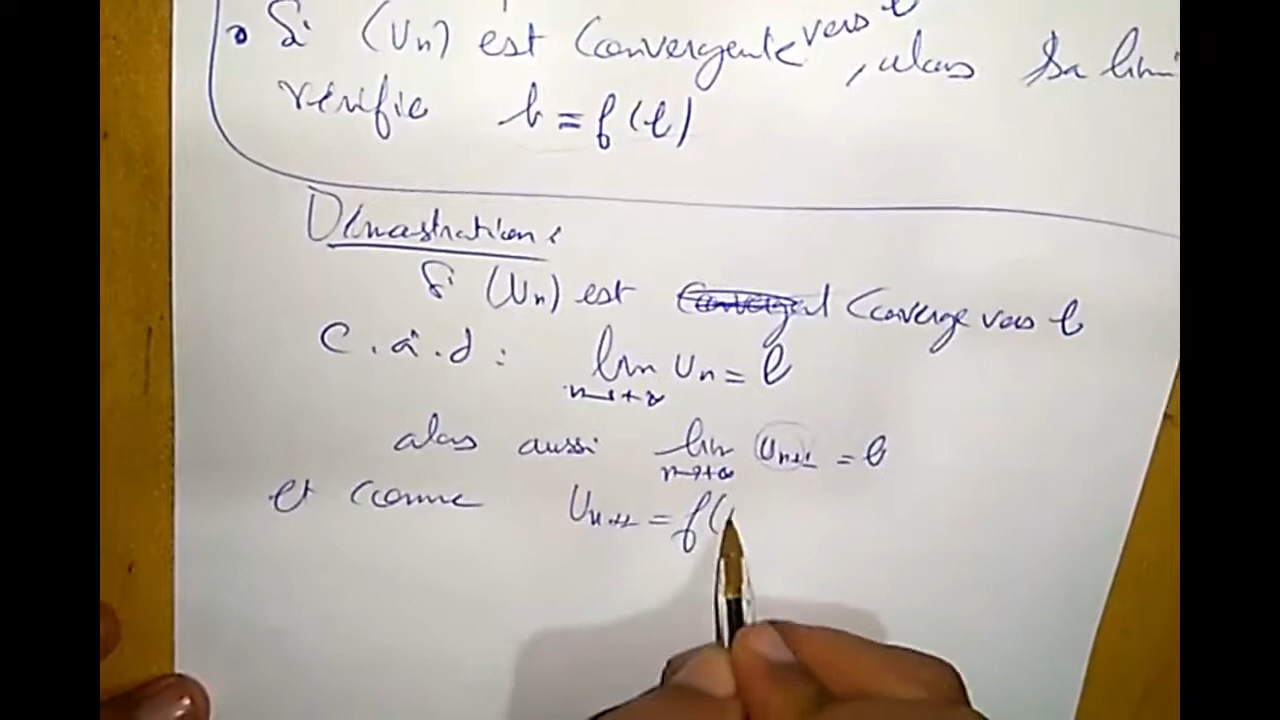 Si (Un) est Convergente vers l, alors sa limi
vérifie l = f(l)
Démonstration :
Si (Un) est Converge vers l
C.à.d : lim Un = l
n→+∞
alors aussi lim Un+1 = l
n→+∞
et comme Un+1 = f(